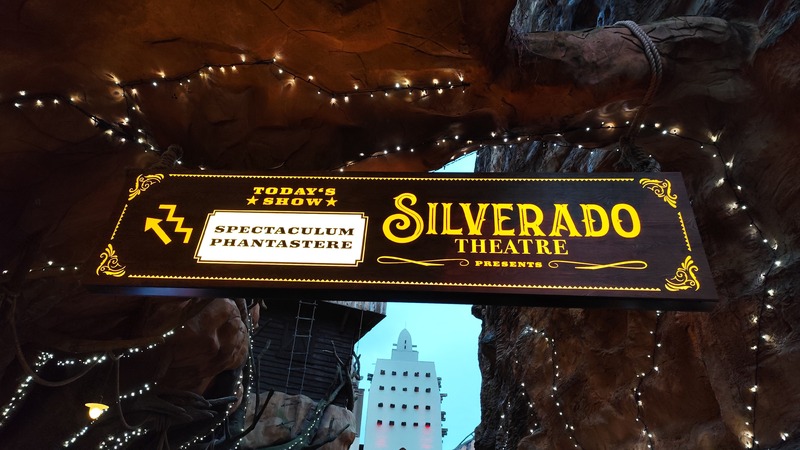 TODAY'S
★ SHOW ★
SPECTACULUM
PHANTASTERE
SILVERADO
THEATRE
PRESENTS